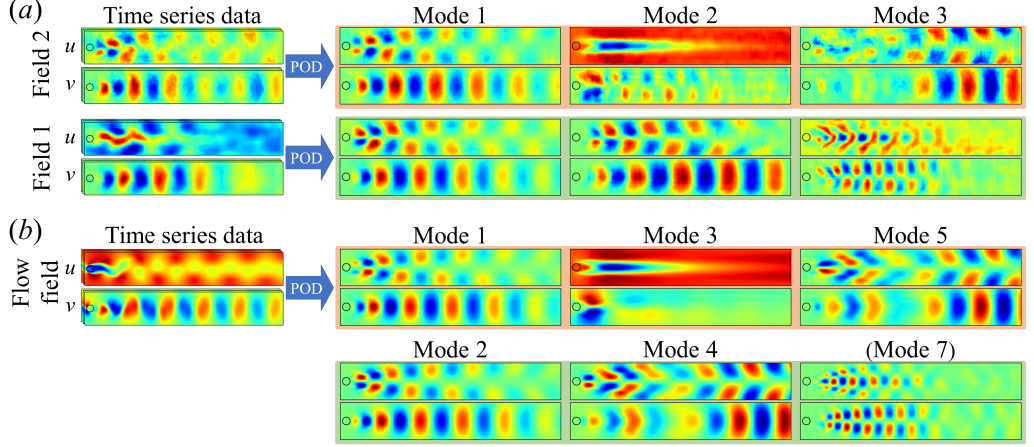 (a) Time series data Mode 1 Mode 2 Mode 3
Field 2 u v POD
Field 1 u v POD
(b) Time series data Mode 1 Mode 3 Mode 5
Flow field u v POD
Mode 2 Mode 4 (Mode 7)